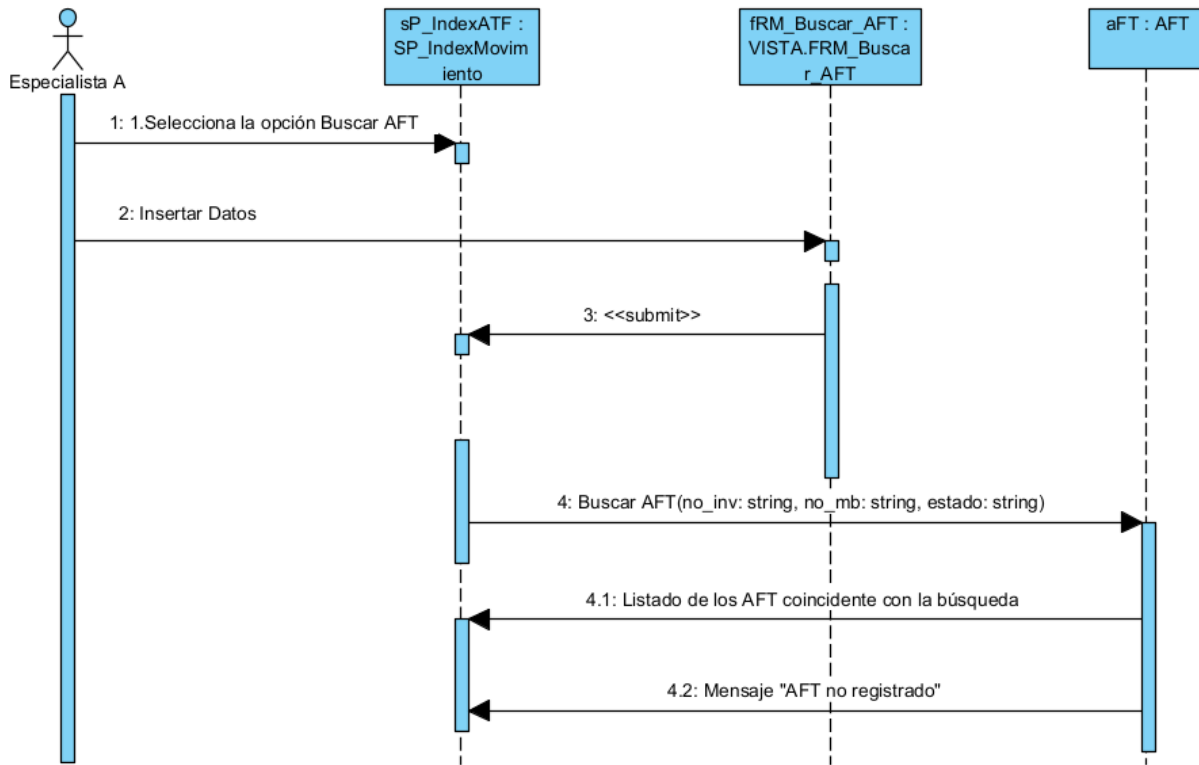 sP_IndexATF :
SP_IndexMovim
iento
fRM_Buscar_AFT :
VISTA.FRM_Busca
r_AFT
aFT : AFT
Especialista A
1: 1.Selecciona la opción Buscar AFT
2: Insertar Datos
3: <<submit>>
4: Buscar AFT(no_inv: string, no_mb: string, estado: string)
4.1: Listado de los AFT coincidente con la búsqueda
4.2: Mensaje "AFT no registrado"